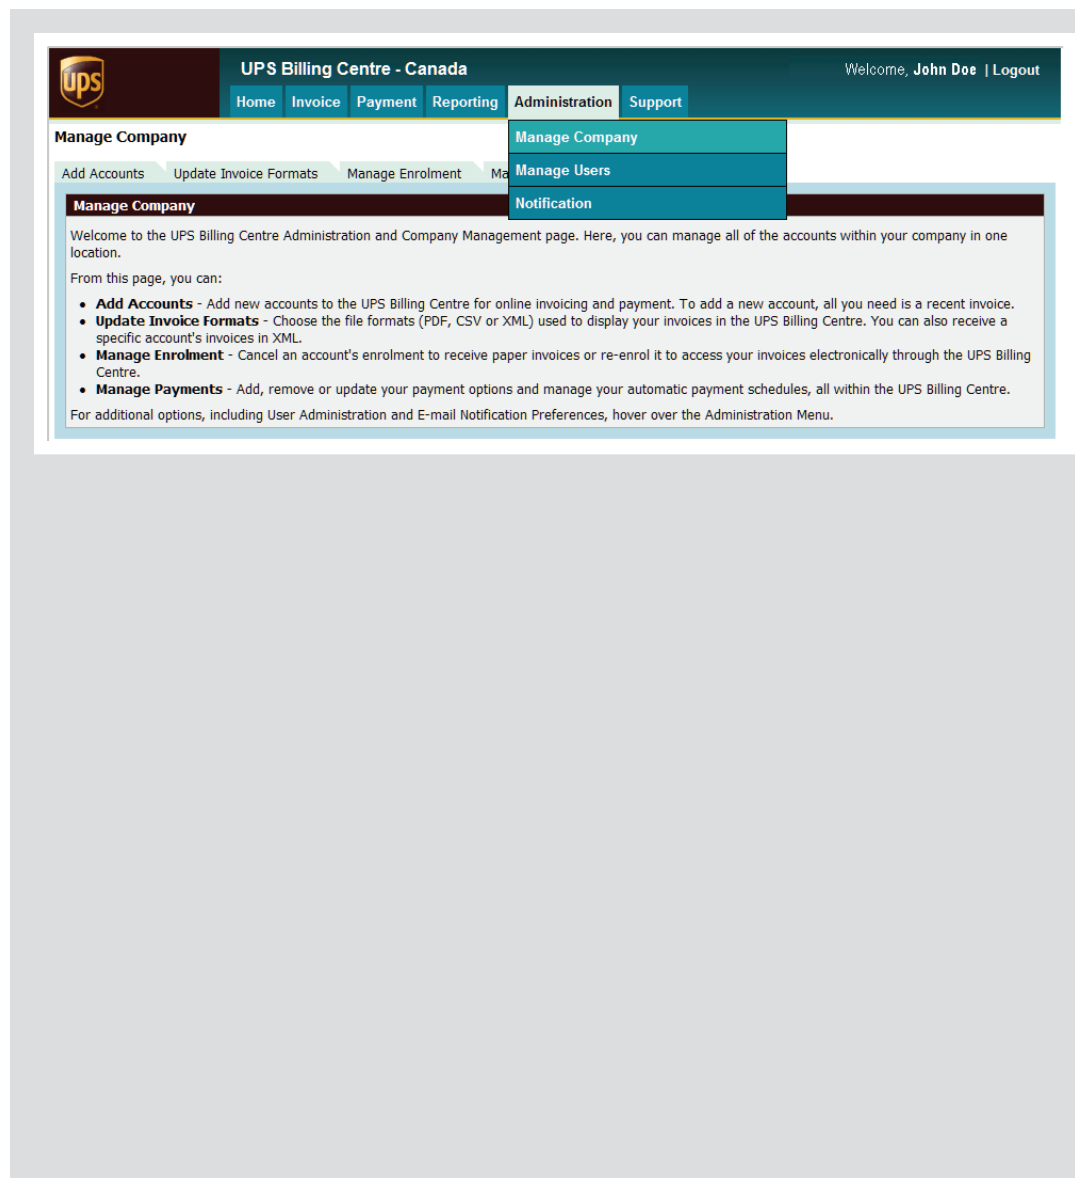 ups
UPS Billing Centre - Canada
Welcome, John Doe | Logout
Home Invoice Payment Reporting Administration Support
Manage Company
Manage Company
Manage Users
Notification
Add Accounts Update Invoice Formats Manage Enrolment
Manage Company
Welcome to the UPS Billing Centre Administration and Company Management page. Here, you can manage all of the accounts within your company in one
location.
From this page, you can:
• Add Accounts - Add new accounts to the UPS Billing Centre for online invoicing and payment. To add a new account, all you need is a recent invoice.
• Update Invoice Formats - Choose the file formats (PDF, CSV or XML) used to display your invoices in the UPS Billing Centre. You can also receive a
specific account's invoices in XML.
• Manage Enrolment - Cancel an account's enrolment to receive paper invoices or re-enrol it to access your invoices electronically through the UPS Billing
Centre.
• Manage Payments - Add, remove or update your payment options and manage your automatic payment schedules, all within the UPS Billing Centre.
For additional options, including User Administration and E-mail Notification Preferences, hover over the Administration Menu.